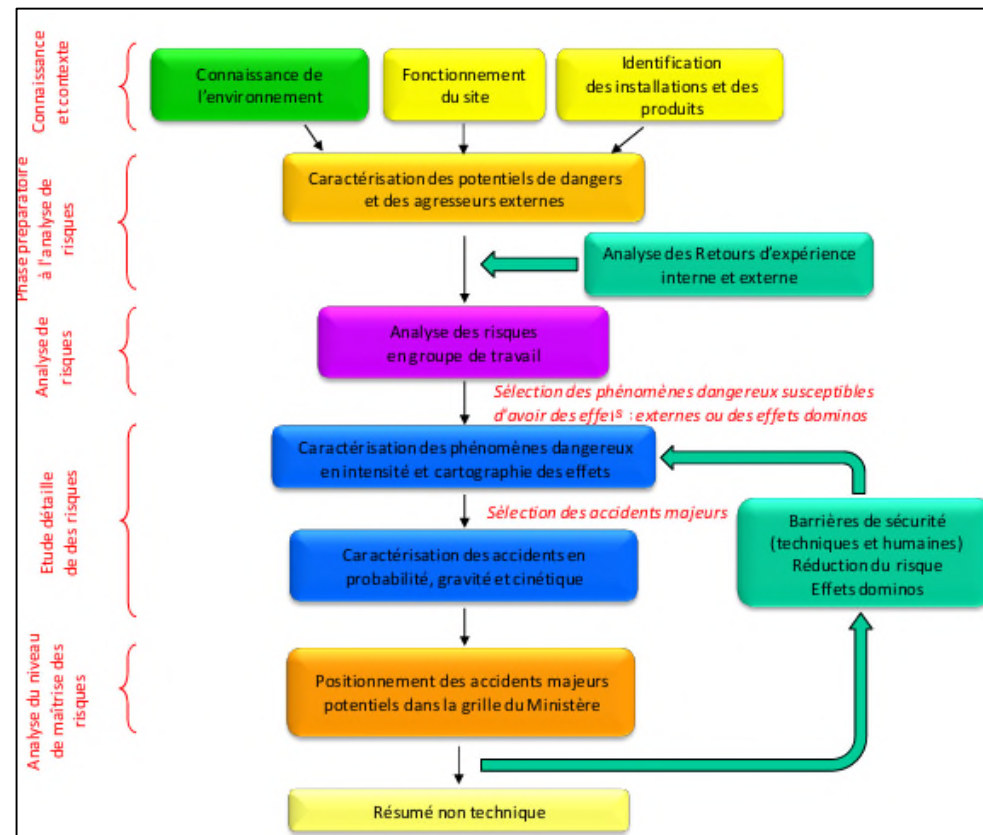 Connaissance
et contexte
Connaissance de
l'environnement
Fonctionnement
du site
Identification
des installations et des
produits
Phase préparatoire
à l'analyse de
risques
Caractérisation des potentiels de dangers
et des agresseurs externes
Analyse des Retours d'expérience
interne et externe
Analyse de
risques
Analyse des risques
en groupe de travail
Sélection des phénomènes dangereux susceptibles
d'avoir des effets : externes ou des effets dominos
Etude détaille
de des risques
Caractérisation des phénomènes dangereux
en intensité et cartographie des effets
Sélection des accidents majeurs
Caractérisation des accidents en
probabilité, gravité et cinétique
Barrières de sécurité
(techniques et humaines)
Réduction du risque
Effets dominos
Analyse du niveau
de maîtrise des
risques
Positionnement des accidents majeurs
potentiels dans la grille du Ministère
Résumé non technique